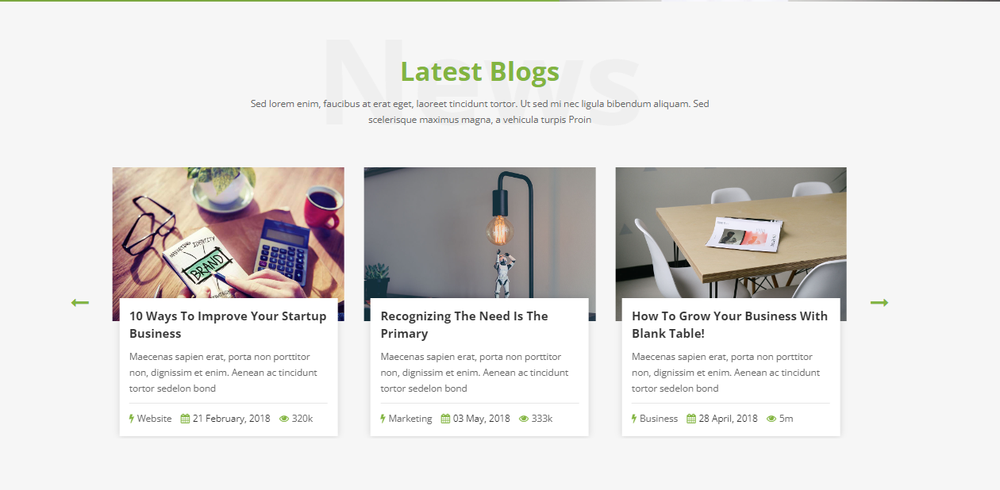 News
Latest Blogs
Sed lorem enim, faucibus at erat eget, laoreet tincidunt tortor. Ut sed mi nec ligula bibendum aliquam. Sed
scelerisque maximus magna, a vehicula turpis Proin
IDENTITY
BRAND
10 Ways To Improve Your Startup
Business
Maecenas sapien erat, porta non porttitor
non, dignissim et enim. Aenean ac tincidunt
tortor sedelon bond
Website 21 February, 2018 320k
Recognizing The Need Is The
Primary
Maecenas sapien erat, porta non porttitor
non, dignissim et enim. Aenean ac tincidunt
tortor sedelon bond
Marketing 03 May, 2018 333k
How To Grow Your Business With
Blank Table!
Maecenas sapien erat, porta non porttitor
non, dignissim et enim. Aenean ac tincidunt
tortor sedelon bond
Business 28 April, 2018 5m